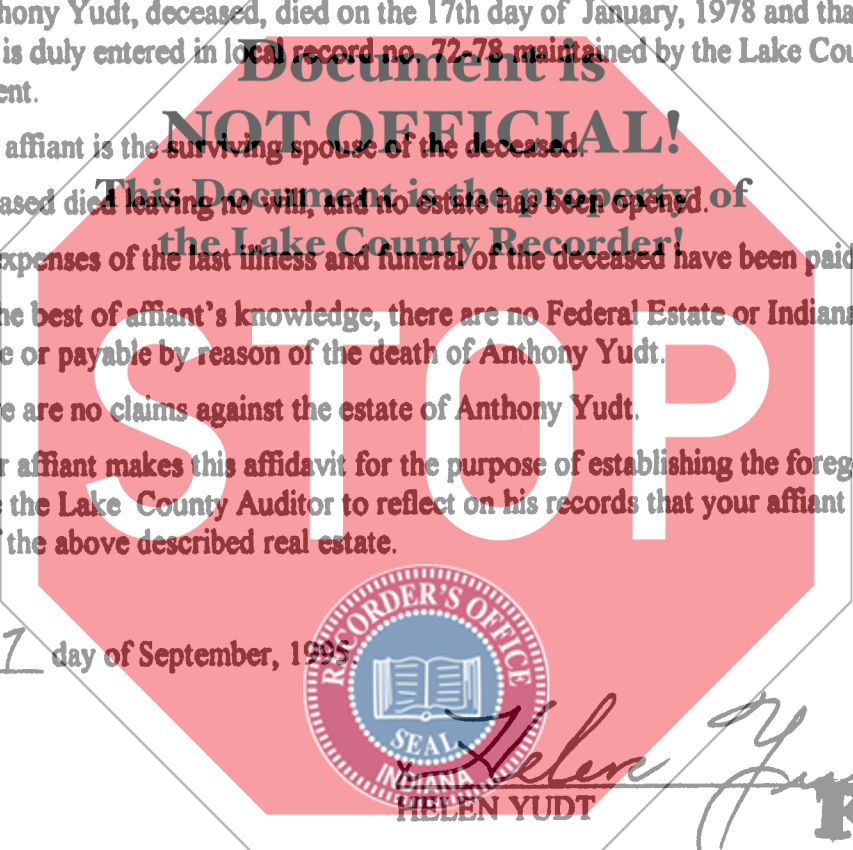 hony Yudt, deceased, died on the 17th day of January, 1978 and tha
is duly entered in local record no. 72-78 maintained by the Lake Cou
ent.
Document is
NOT OFFICIAL!
affiant is the surviving spouse of the deceased.
This Document is the property of
ased died leaving no will, and no estate has been opened.
the Lake County Recorder!
xpenses of the last illness and funeral of the deceased have been paid
he best of affiant's knowledge, there are no Federal Estate or Indiana
e or payable by reason of the death of Anthony Yudt.
STOP
e are no claims against the estate of Anthony Yudt.
r affiant makes this affidavit for the purpose of establishing the forego
e the Lake County Auditor to reflect on his records that your affiant
f the above described real estate.
7 day of September, 1995.
RECORDER'S OFFICE
SEAL
INDIANA
Helen Yu
HELEN YUDT